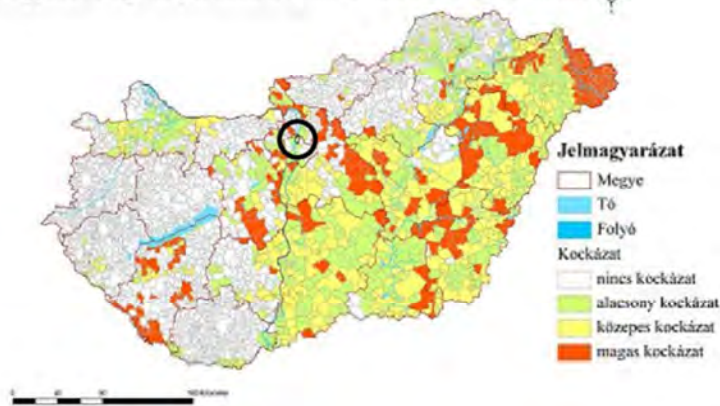 Jelmagyarázat
Megye
Tó
Folyó
Kockázat
nincs kockázat
alacsony kockázat
közepes kockázat
magas kockázat